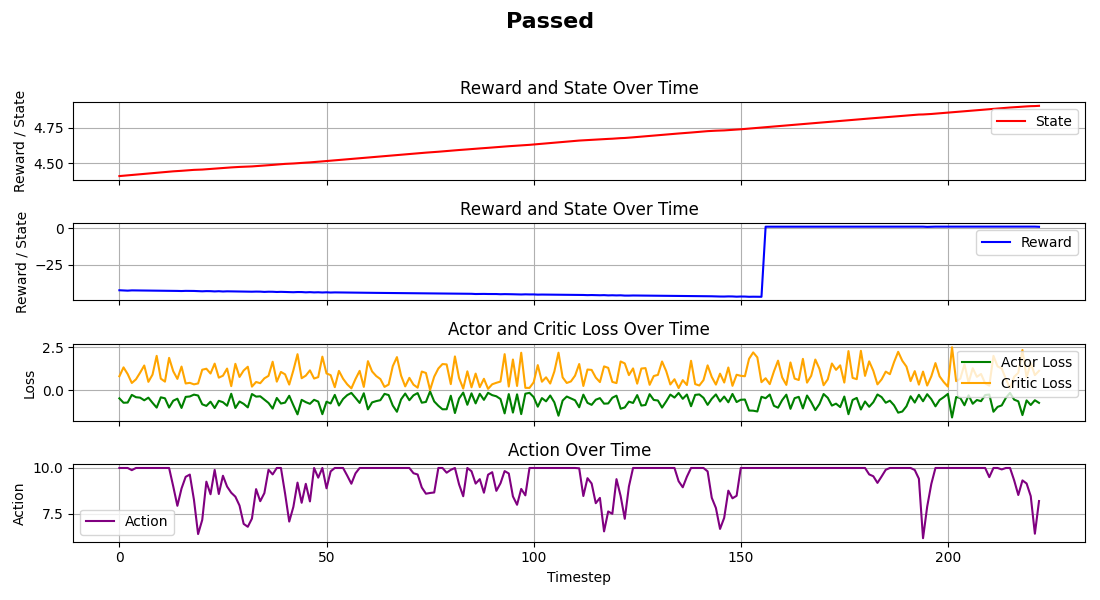 Passed
Reward and State Over Time
Reward / State
4.75
4.50
State
Reward and State Over Time
Reward / State
0
−25
Reward
Actor and Critic Loss Over Time
Loss
2.5
0.0
Actor Loss
Critic Loss
Action Over Time
Action
10.0
7.5
Action
0 50 100 150 200
Timestep